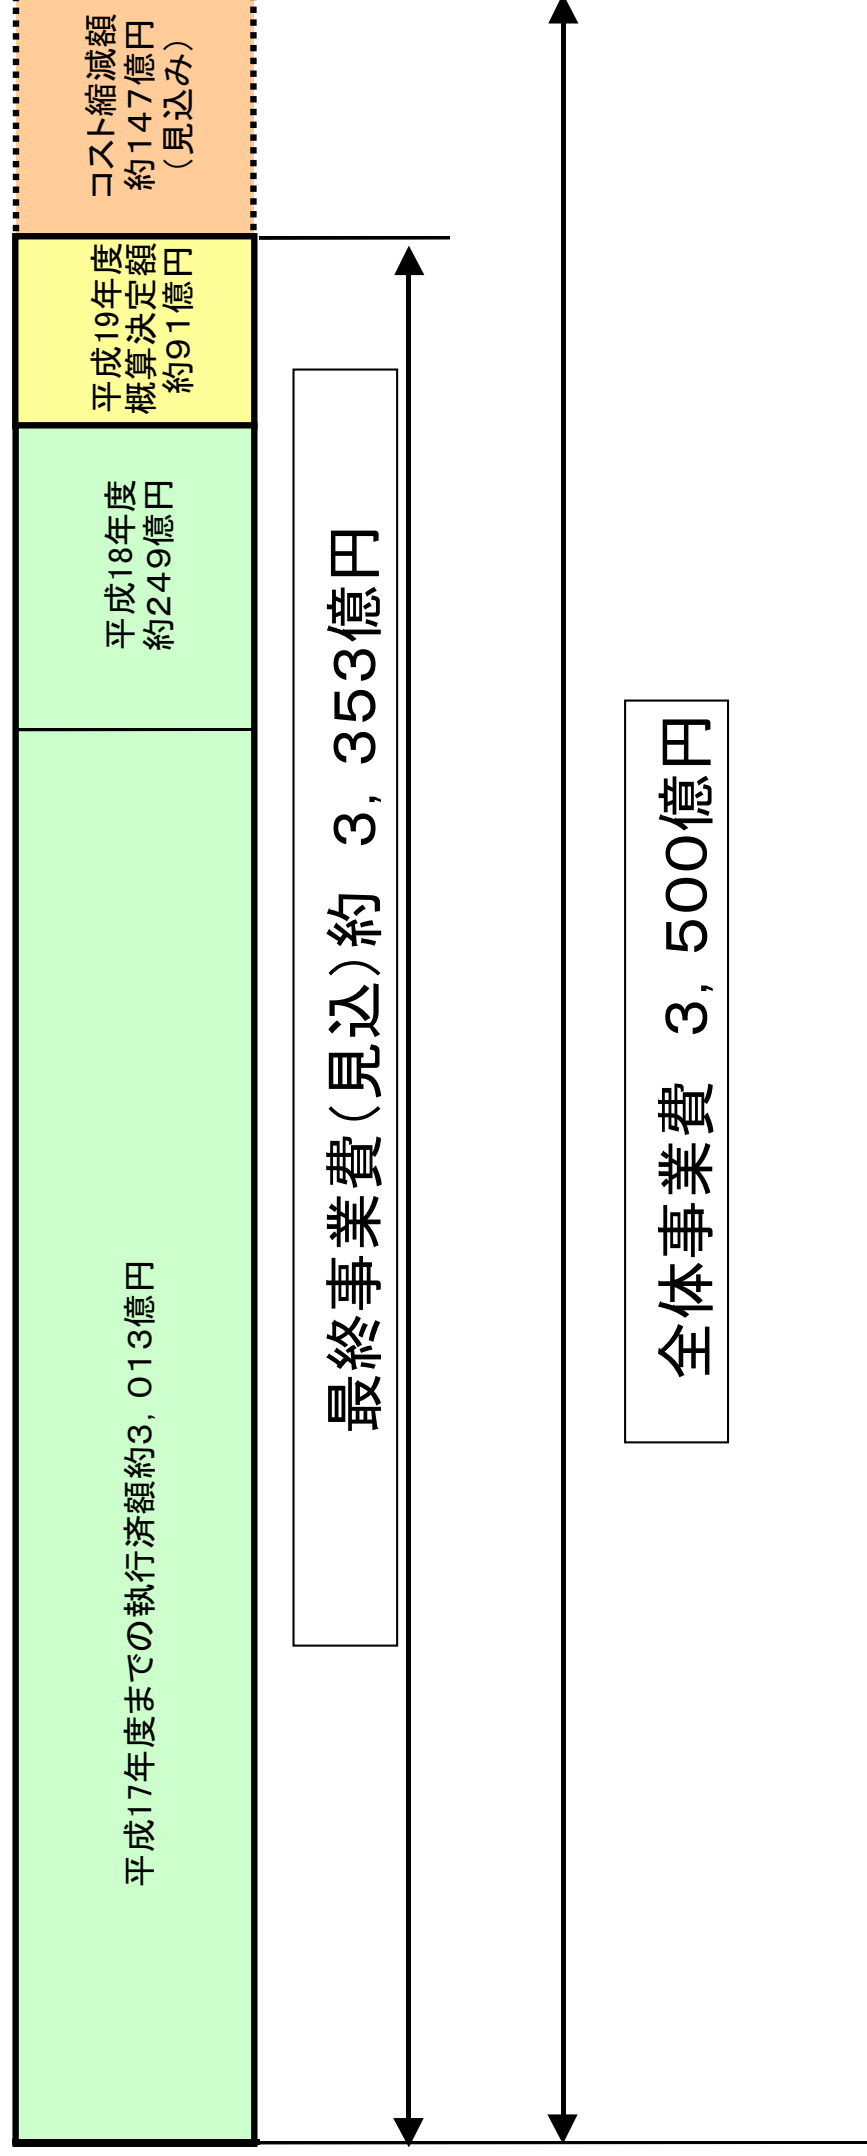 平成17年度までの執行済額約3,013億円
平成18年度
約249億円
平成19年度
概算決定額
約91億円
コスト縮減額
約147億円
(見込み)
最終事業費(見込)約 3,353億円
全体事業費 3,500億円